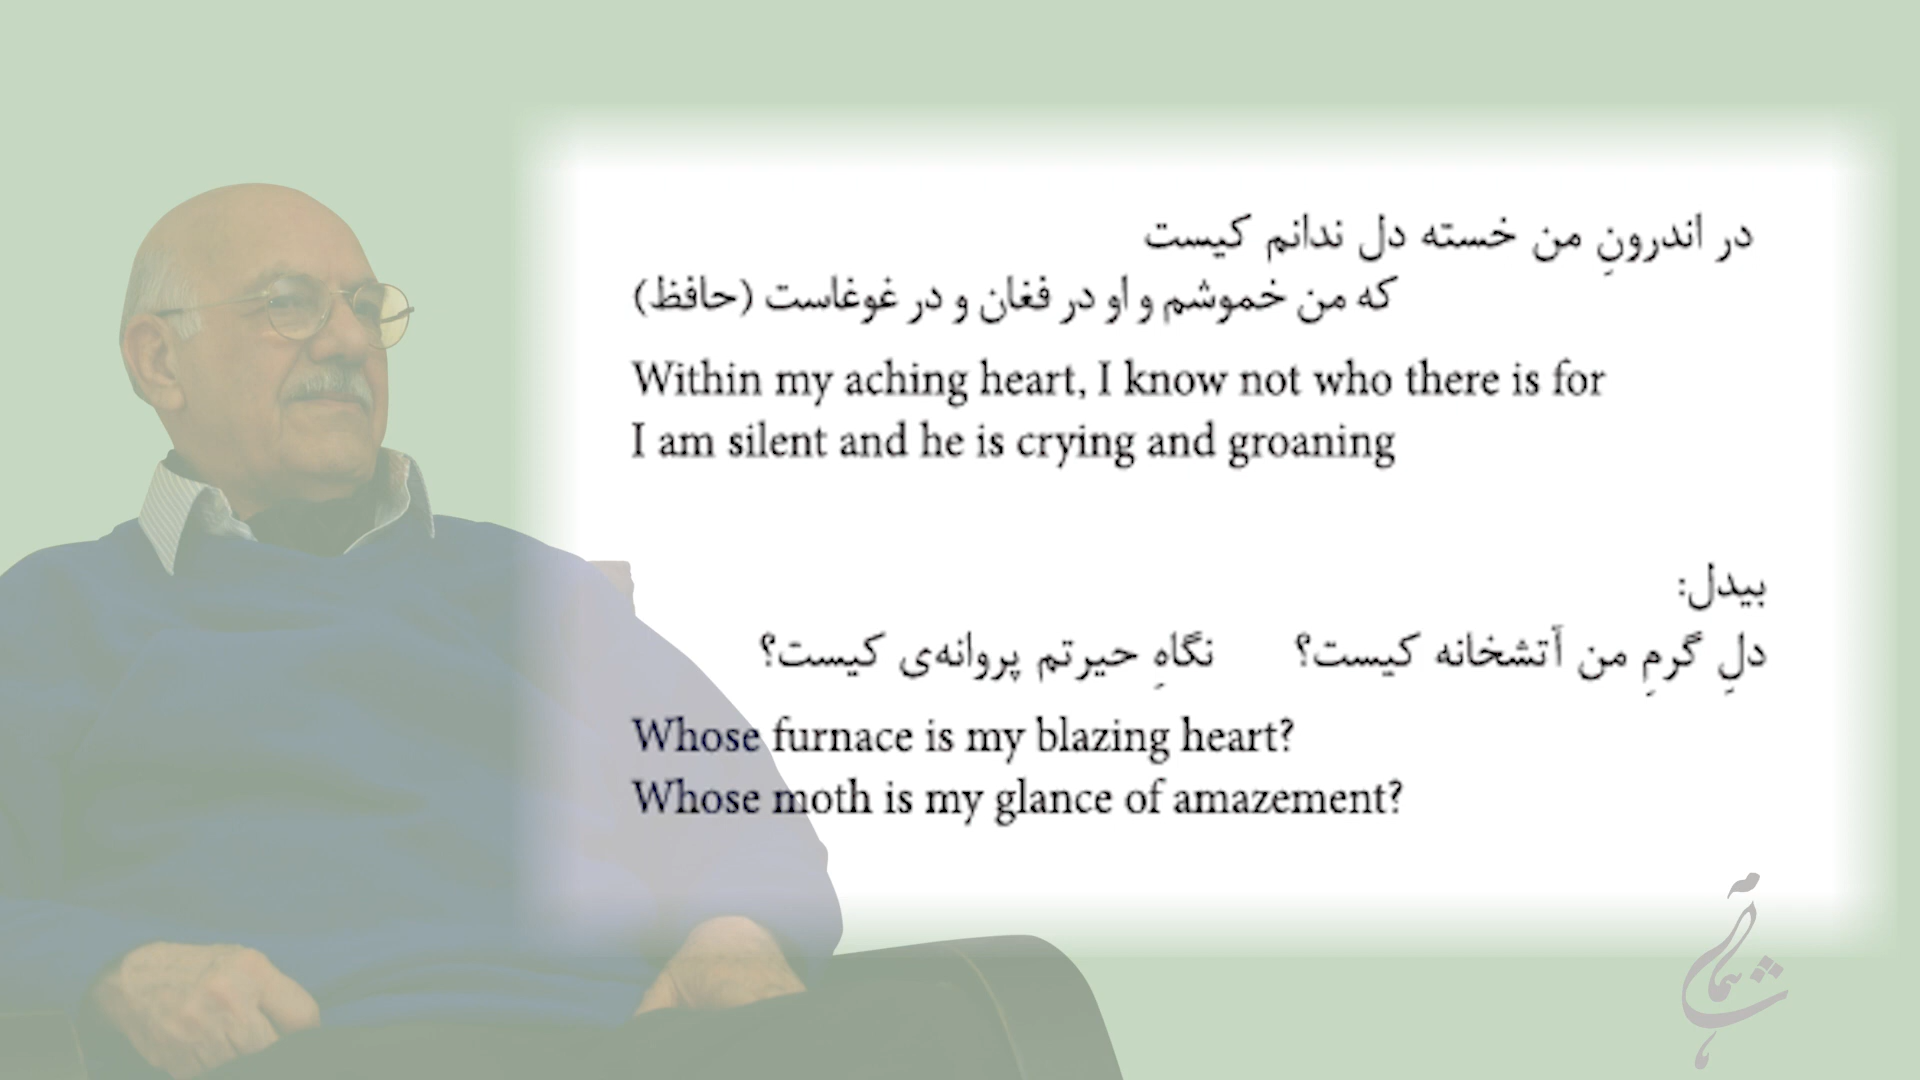 در اندرونِ من خسته دل ندانم کیست
که من خموشم و او در فغان و در غوغاست (حافظ)
Within my aching heart, I know not who there is for
I am silent and he is crying and groaning
بیدل:
دلِ گرمِ من آتشخانه کیست؟ نگاهِ حیرتم پروانه‌ی کیست؟
Whose furnace is my blazing heart?
Whose moth is my glance of amazement?